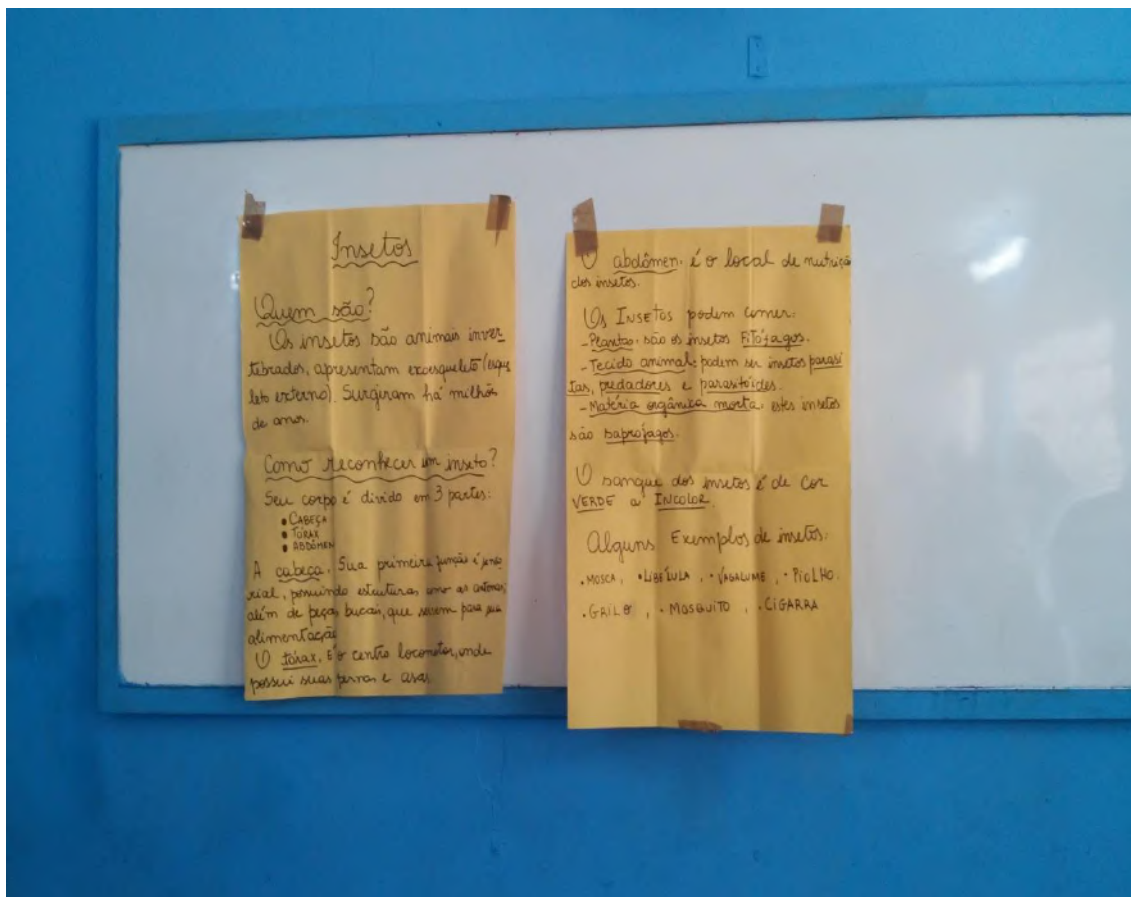 Insetos
Quem são?
Os insetos são animais inver
tebrados, apresentam exoesqueleto (esque
leto externo). Surgiram há milhões
de anos.
Como reconhecer um inseto?
Seu corpo é divido em 3 partes:
• CABEÇA
• TÓRAX
• ABDÔMEN
A cabeça. Sua primeira função é senso
rial, possuindo estruturas como as antenas,
além de peças bucais, que servem para sua
alimentação
O tórax. É o centro locomotor, onde
possui suas pernas e asas.
O abdômen. é o local de nutrição
dos insetos.
Os INSETOS podem comer:
- Plantas. são os insetos Fitófagos.
- Tecido animal: podem ser insetos parasi
tas, predadores e parasitóides.
- Matéria orgânica morta. estes insetos
são saprófagos.
O sangue dos insetos é de cor
VERDE a INCOLOR.
Alguns Exemplos de insetos:
• MOSCA, • LIBÉLULA, • VAGALUME, • PIOLHO.
• GRILO, • MOSQUITO, • CIGARRA